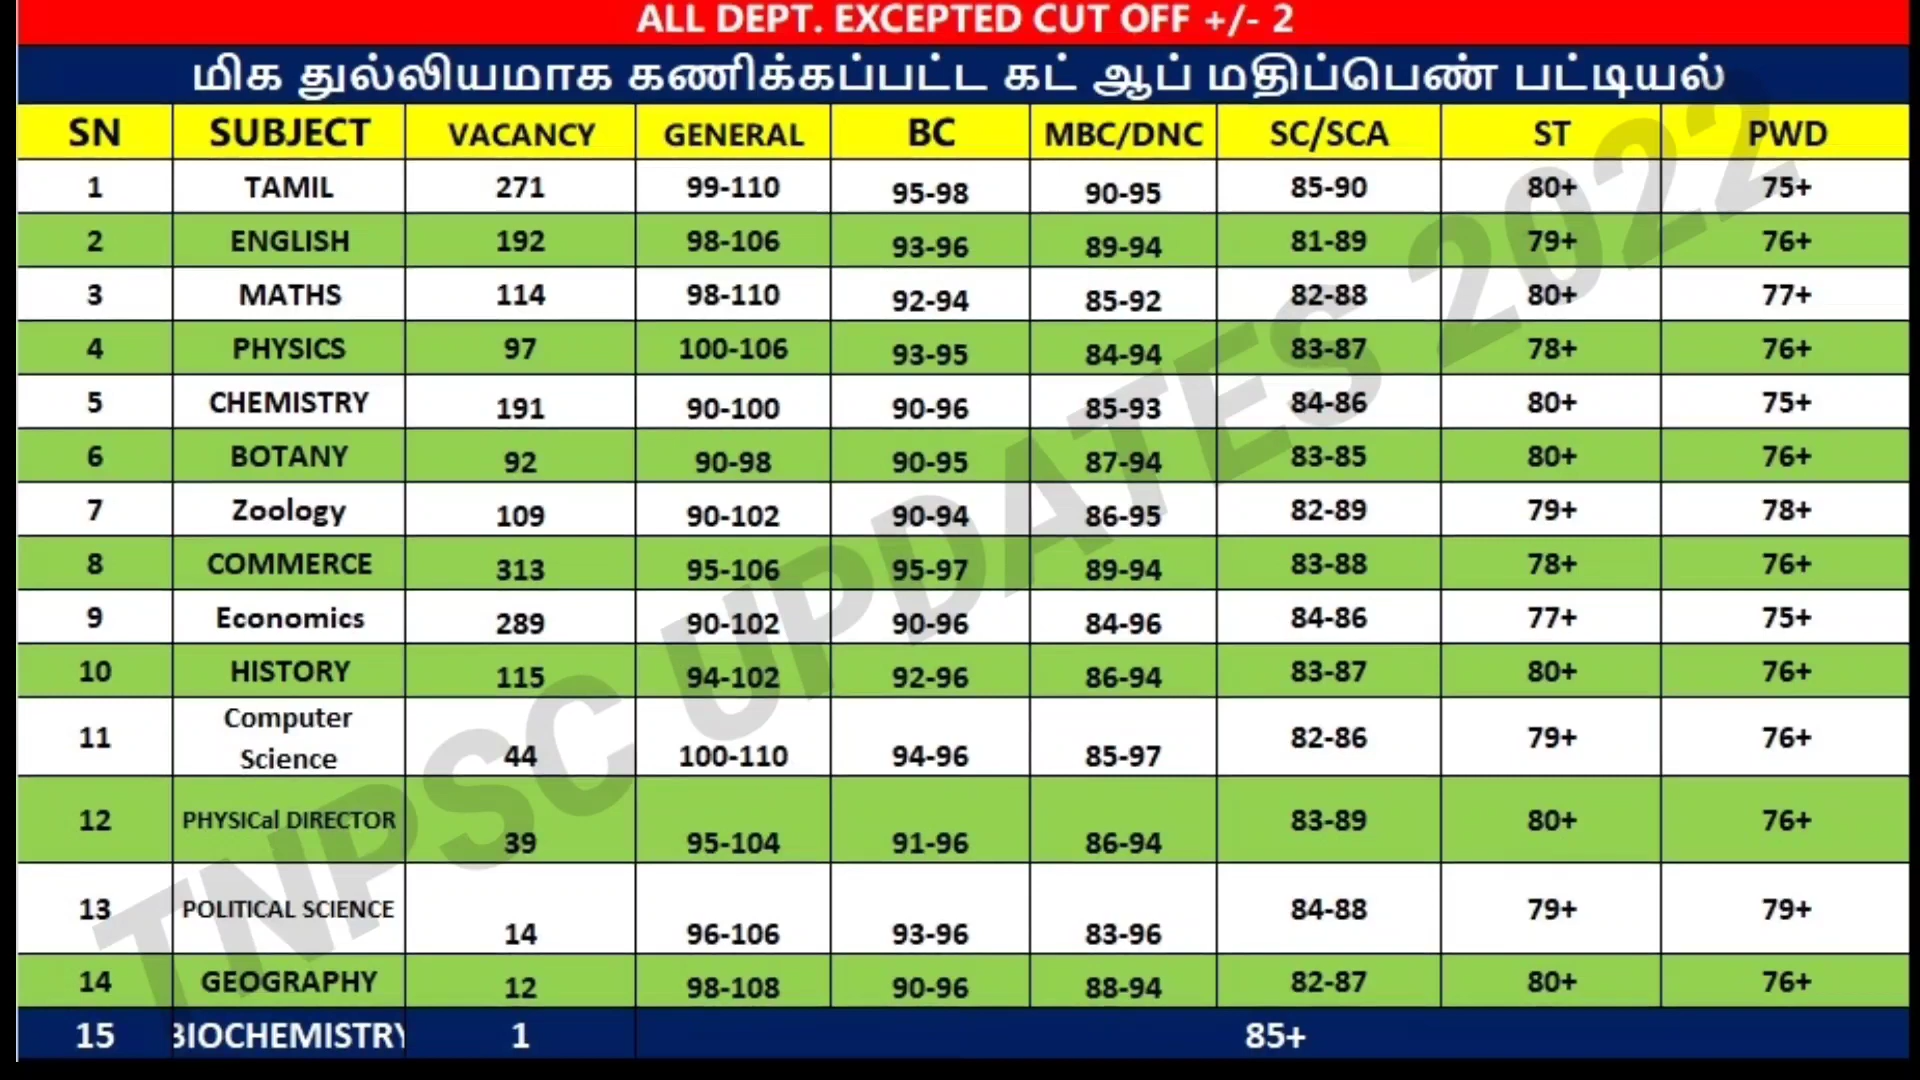 ALL DEPT. EXCEPTED CUT OFF +/- 2
மிக துல்லியமாக கணிக்கப்பட்ட கட் ஆப் மதிப்பெண் பட்டியல்
SN SUBJECT VACANCY GENERAL BC MBC/DNC SC/SCA ST PWD
1 TAMIL 271 99-110 95-98 90-95 85-90 80+ 75+
2 ENGLISH 192 98-106 93-96 89-94 81-89 79+ 76+
3 MATHS 114 98-110 92-94 85-92 82-88 80+ 77+
4 PHYSICS 97 100-106 93-95 84-94 83-87 78+ 76+
5 CHEMISTRY 191 90-100 90-96 85-93 84-86 80+ 75+
6 BOTANY 92 90-98 90-95 87-94 83-85 80+ 76+
7 Zoology 109 90-102 90-94 86-95 82-89 79+ 78+
8 COMMERCE 313 95-106 95-97 89-94 83-88 78+ 76+
9 Economics 289 90-102 90-96 84-96 84-86 77+ 75+
10 HISTORY 115 94-102 92-96 86-94 83-87 80+ 76+
11 Computer Science 44 100-110 94-96 85-97 82-86 79+ 76+
12 PHYSICal DIRECTOR 39 95-104 91-96 86-94 83-89 80+ 76+
13 POLITICAL SCIENCE 14 96-106 93-96 83-96 84-88 79+ 79+
14 GEOGRAPHY 12 98-108 90-96 88-94 82-87 80+ 76+
15 BIOCHEMISTRY 1 85+
TNPSC UPDATES 2022